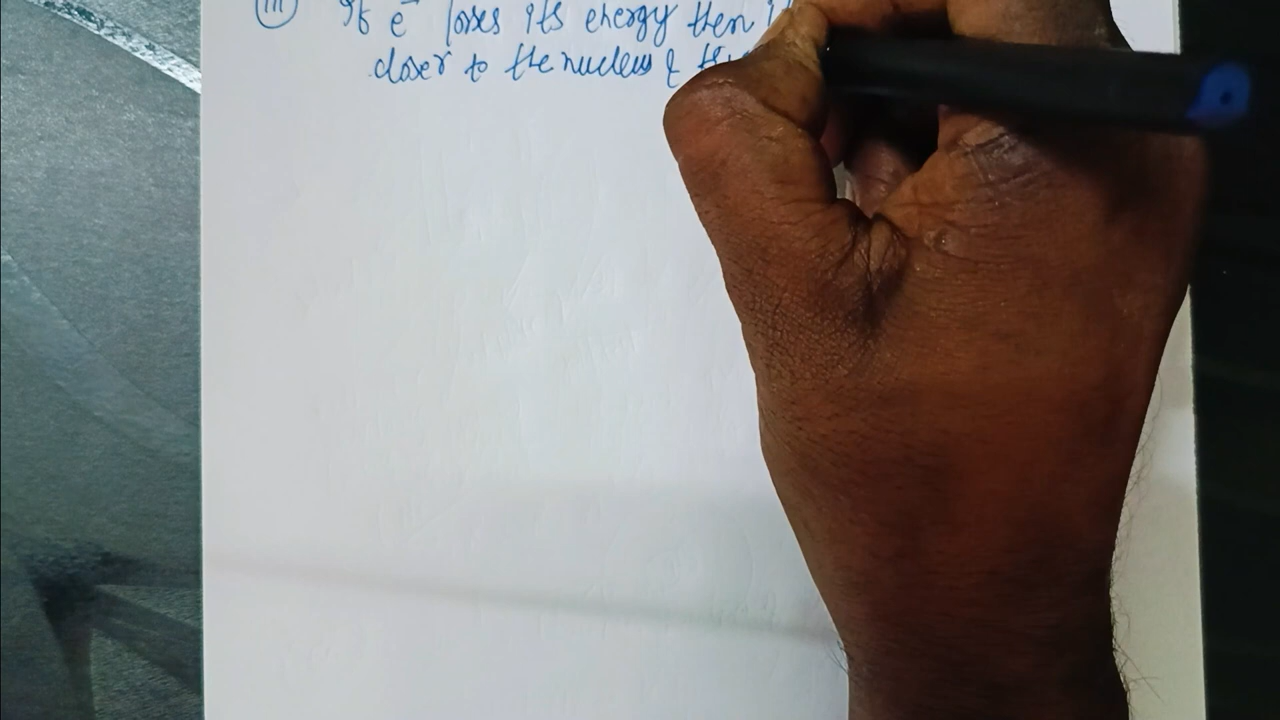 (iii) If e⁻ loses its energy then
closer to the nucleus &